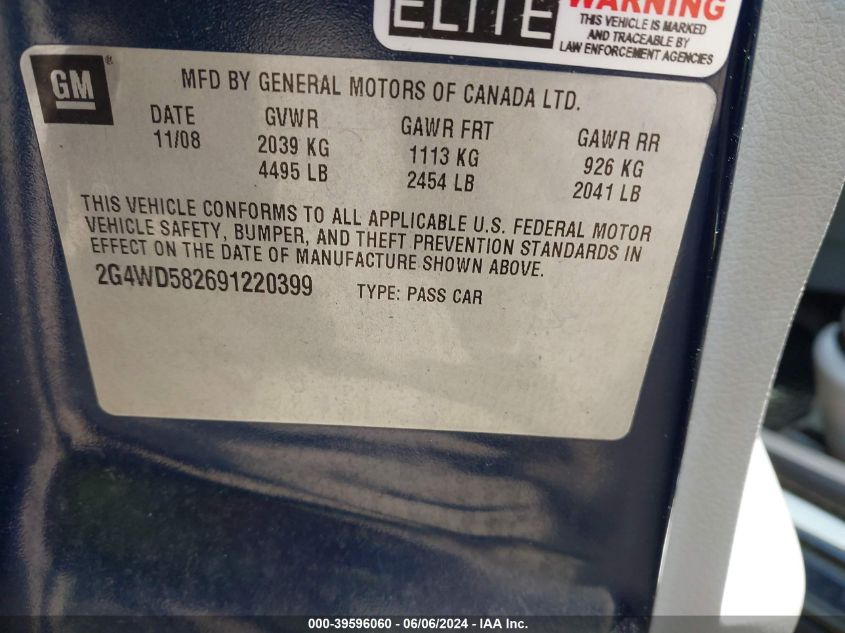 ELITE
WARNING
THIS VEHICLE IS MARKED
AND TRACEABLE BY
LAW ENFORCEMENT AGENCIES
GM ®
MFD BY GENERAL MOTORS OF CANADA LTD.
DATE GVWR GAWR FRT GAWR RR
11/08 2039 KG 1113 KG 926 KG
4495 LB 2454 LB 2041 LB
THIS VEHICLE CONFORMS TO ALL APPLICABLE U.S. FEDERAL MOTOR
VEHICLE SAFETY, BUMPER, AND THEFT PREVENTION STANDARDS IN
EFFECT ON THE DATE OF MANUFACTURE SHOWN ABOVE.
2G4WD582691220399 TYPE: PASS CAR
000-39596060 - 06/06/2024 - IAA Inc.